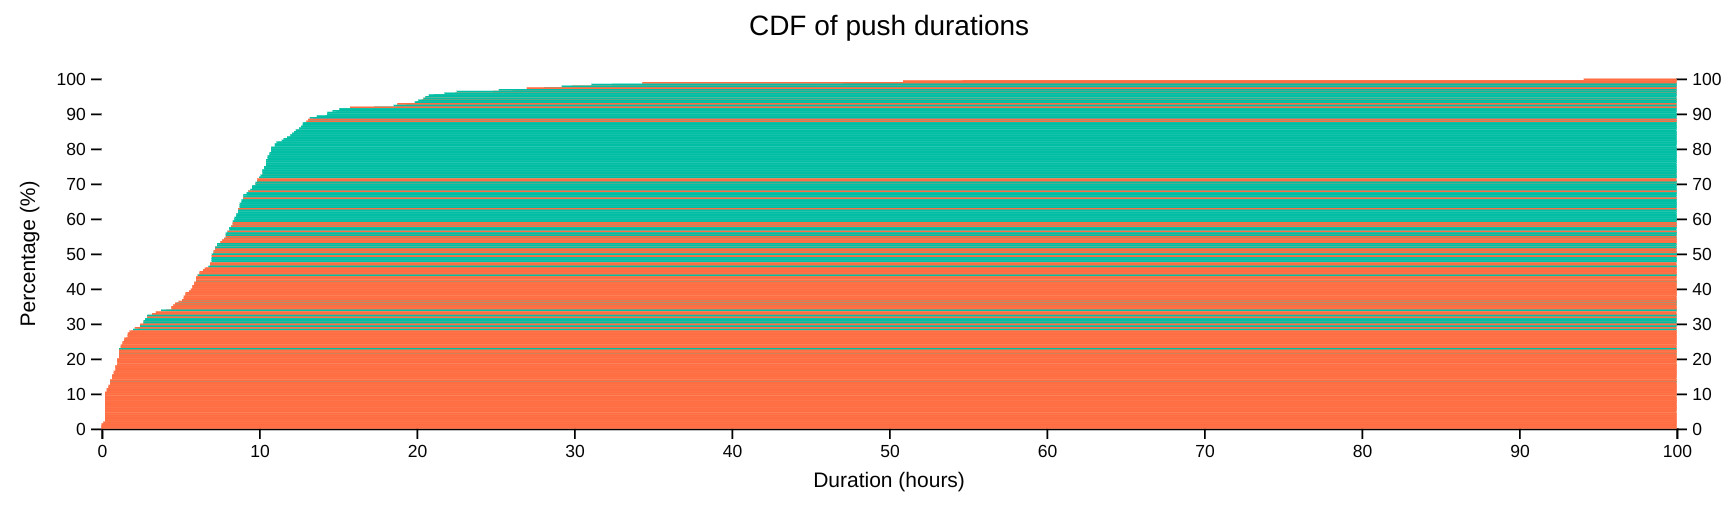 CDF of push durations
100 100
90 90
80 80
70 70
60 60
50 50
40 40
30 30
20 20
10 10
0 0
Percentage (%)
0 10 20 30 40 50 60 70 80 90 100
Duration (hours)